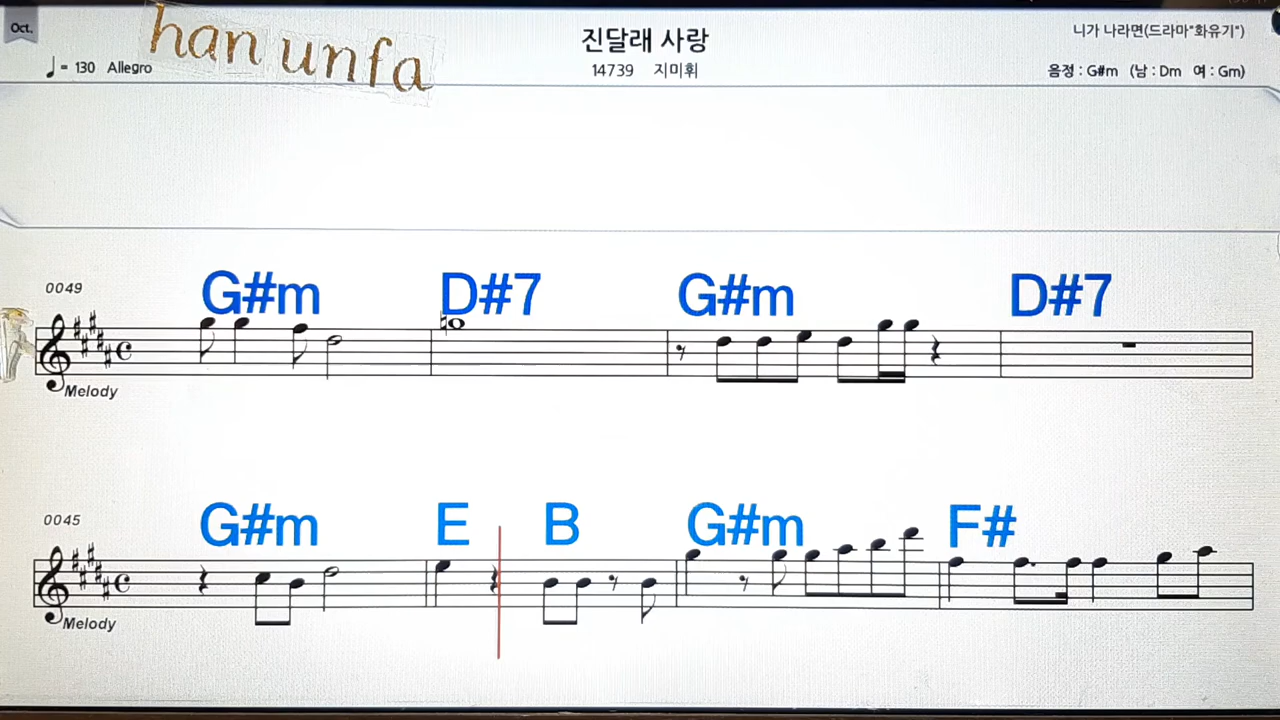 Oct.
han unfa
♩= 130 Allegro
진달래 사랑
14739 지미휘
니가 나라면(드라마"화유기")
음정 : G#m (남 : Dm 여 : Gm)
0049
G#m D#7 G#m D#7
Melody
0045
G#m E B G#m F#
Melody